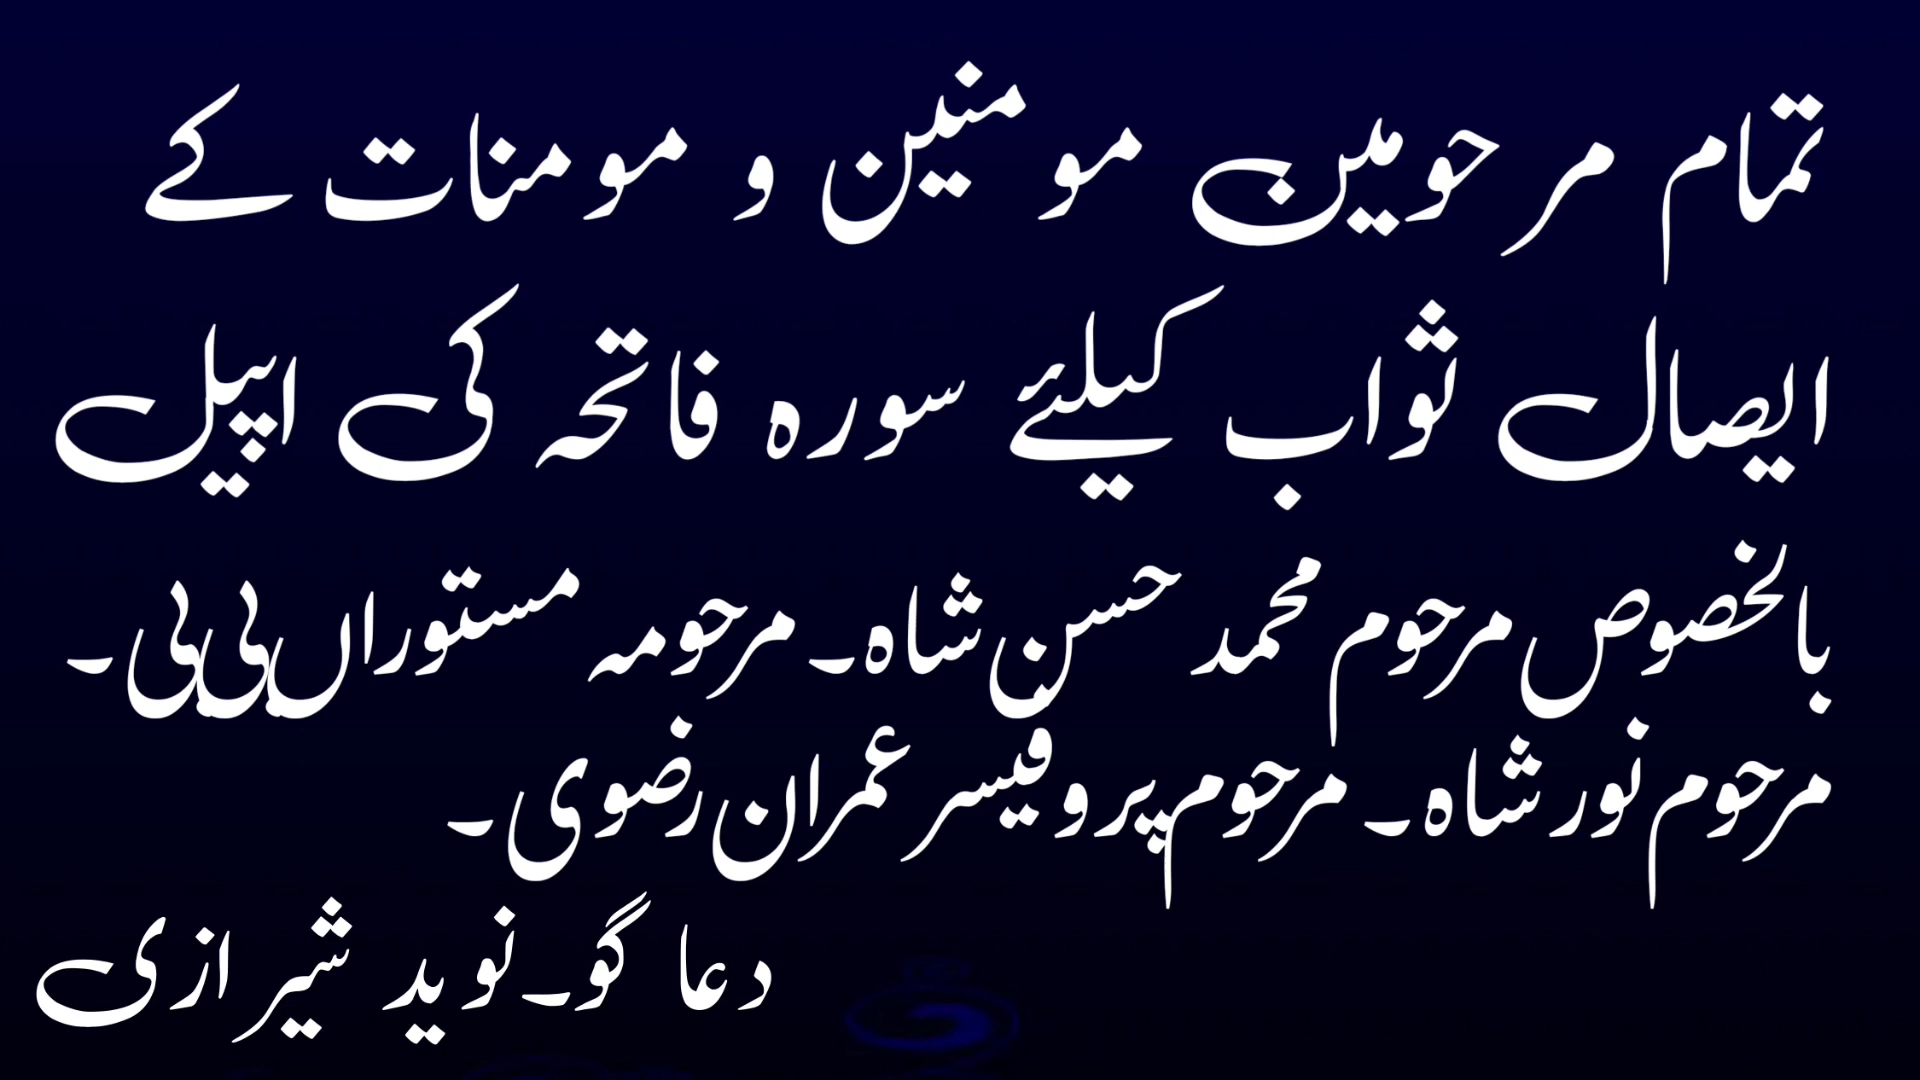 تمام مرحومین مومنین و مومنات کے
ایصال ثواب کیلئے سورہ فاتحہ کی اپیل
بالخصوص مرحوم محمد حسن شاہ۔ مرحومہ مستوراں بی بی۔
مرحوم نور شاہ۔ مرحوم پروفیسر عمران رضوی۔
دعا گو۔ نوید شیرازی